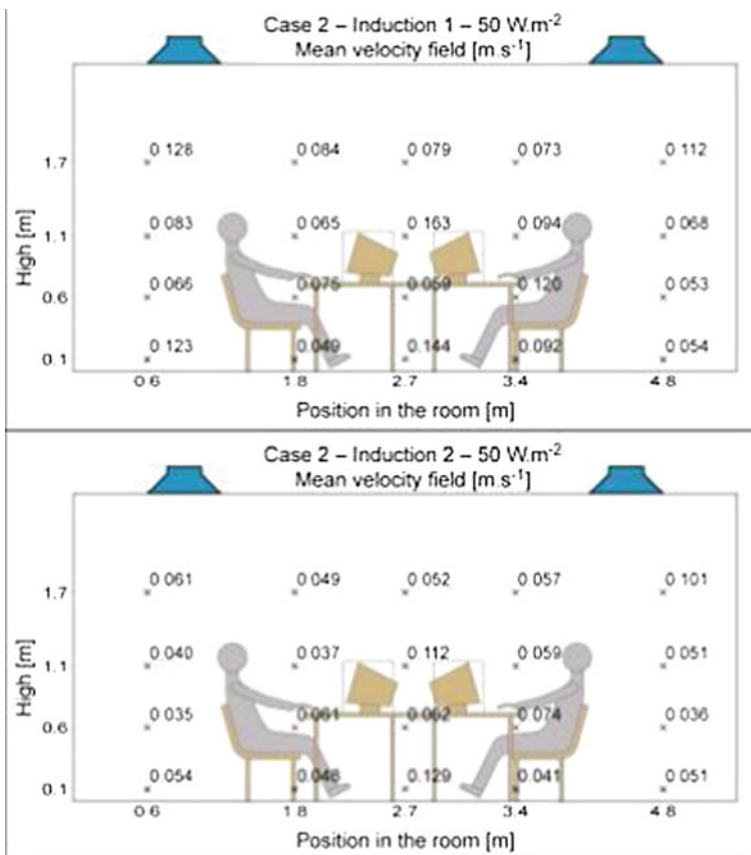 Case 2 – Induction 1 – 50 W.m-2
Mean velocity field [m.s-1]
High [m]
1.7
0 128 0 084 0 079 0 073 0 112
1.1
0 083 0 065 0 163 0 094 0 068
0.6
0 066 0 075 0 059 0 120 0 053
0.1
0 123 0 049 0 144 0 092 0 054
0 6 1 8 2.7 3.4 4 8
Position in the room [m]
Case 2 – Induction 2 – 50 W.m-2
Mean velocity field [m.s-1]
High [m]
1.7
0 061 0 049 0 052 0 057 0 101
1.1
0 040 0 037 0 112 0 059 0 051
0.6
0 035 0 061 0 062 0 074 0 036
0.1
0 054 0 046 0 129 0 041 0 051
0 6 1 8 2.7 3.4 4 8
Position in the room [m]